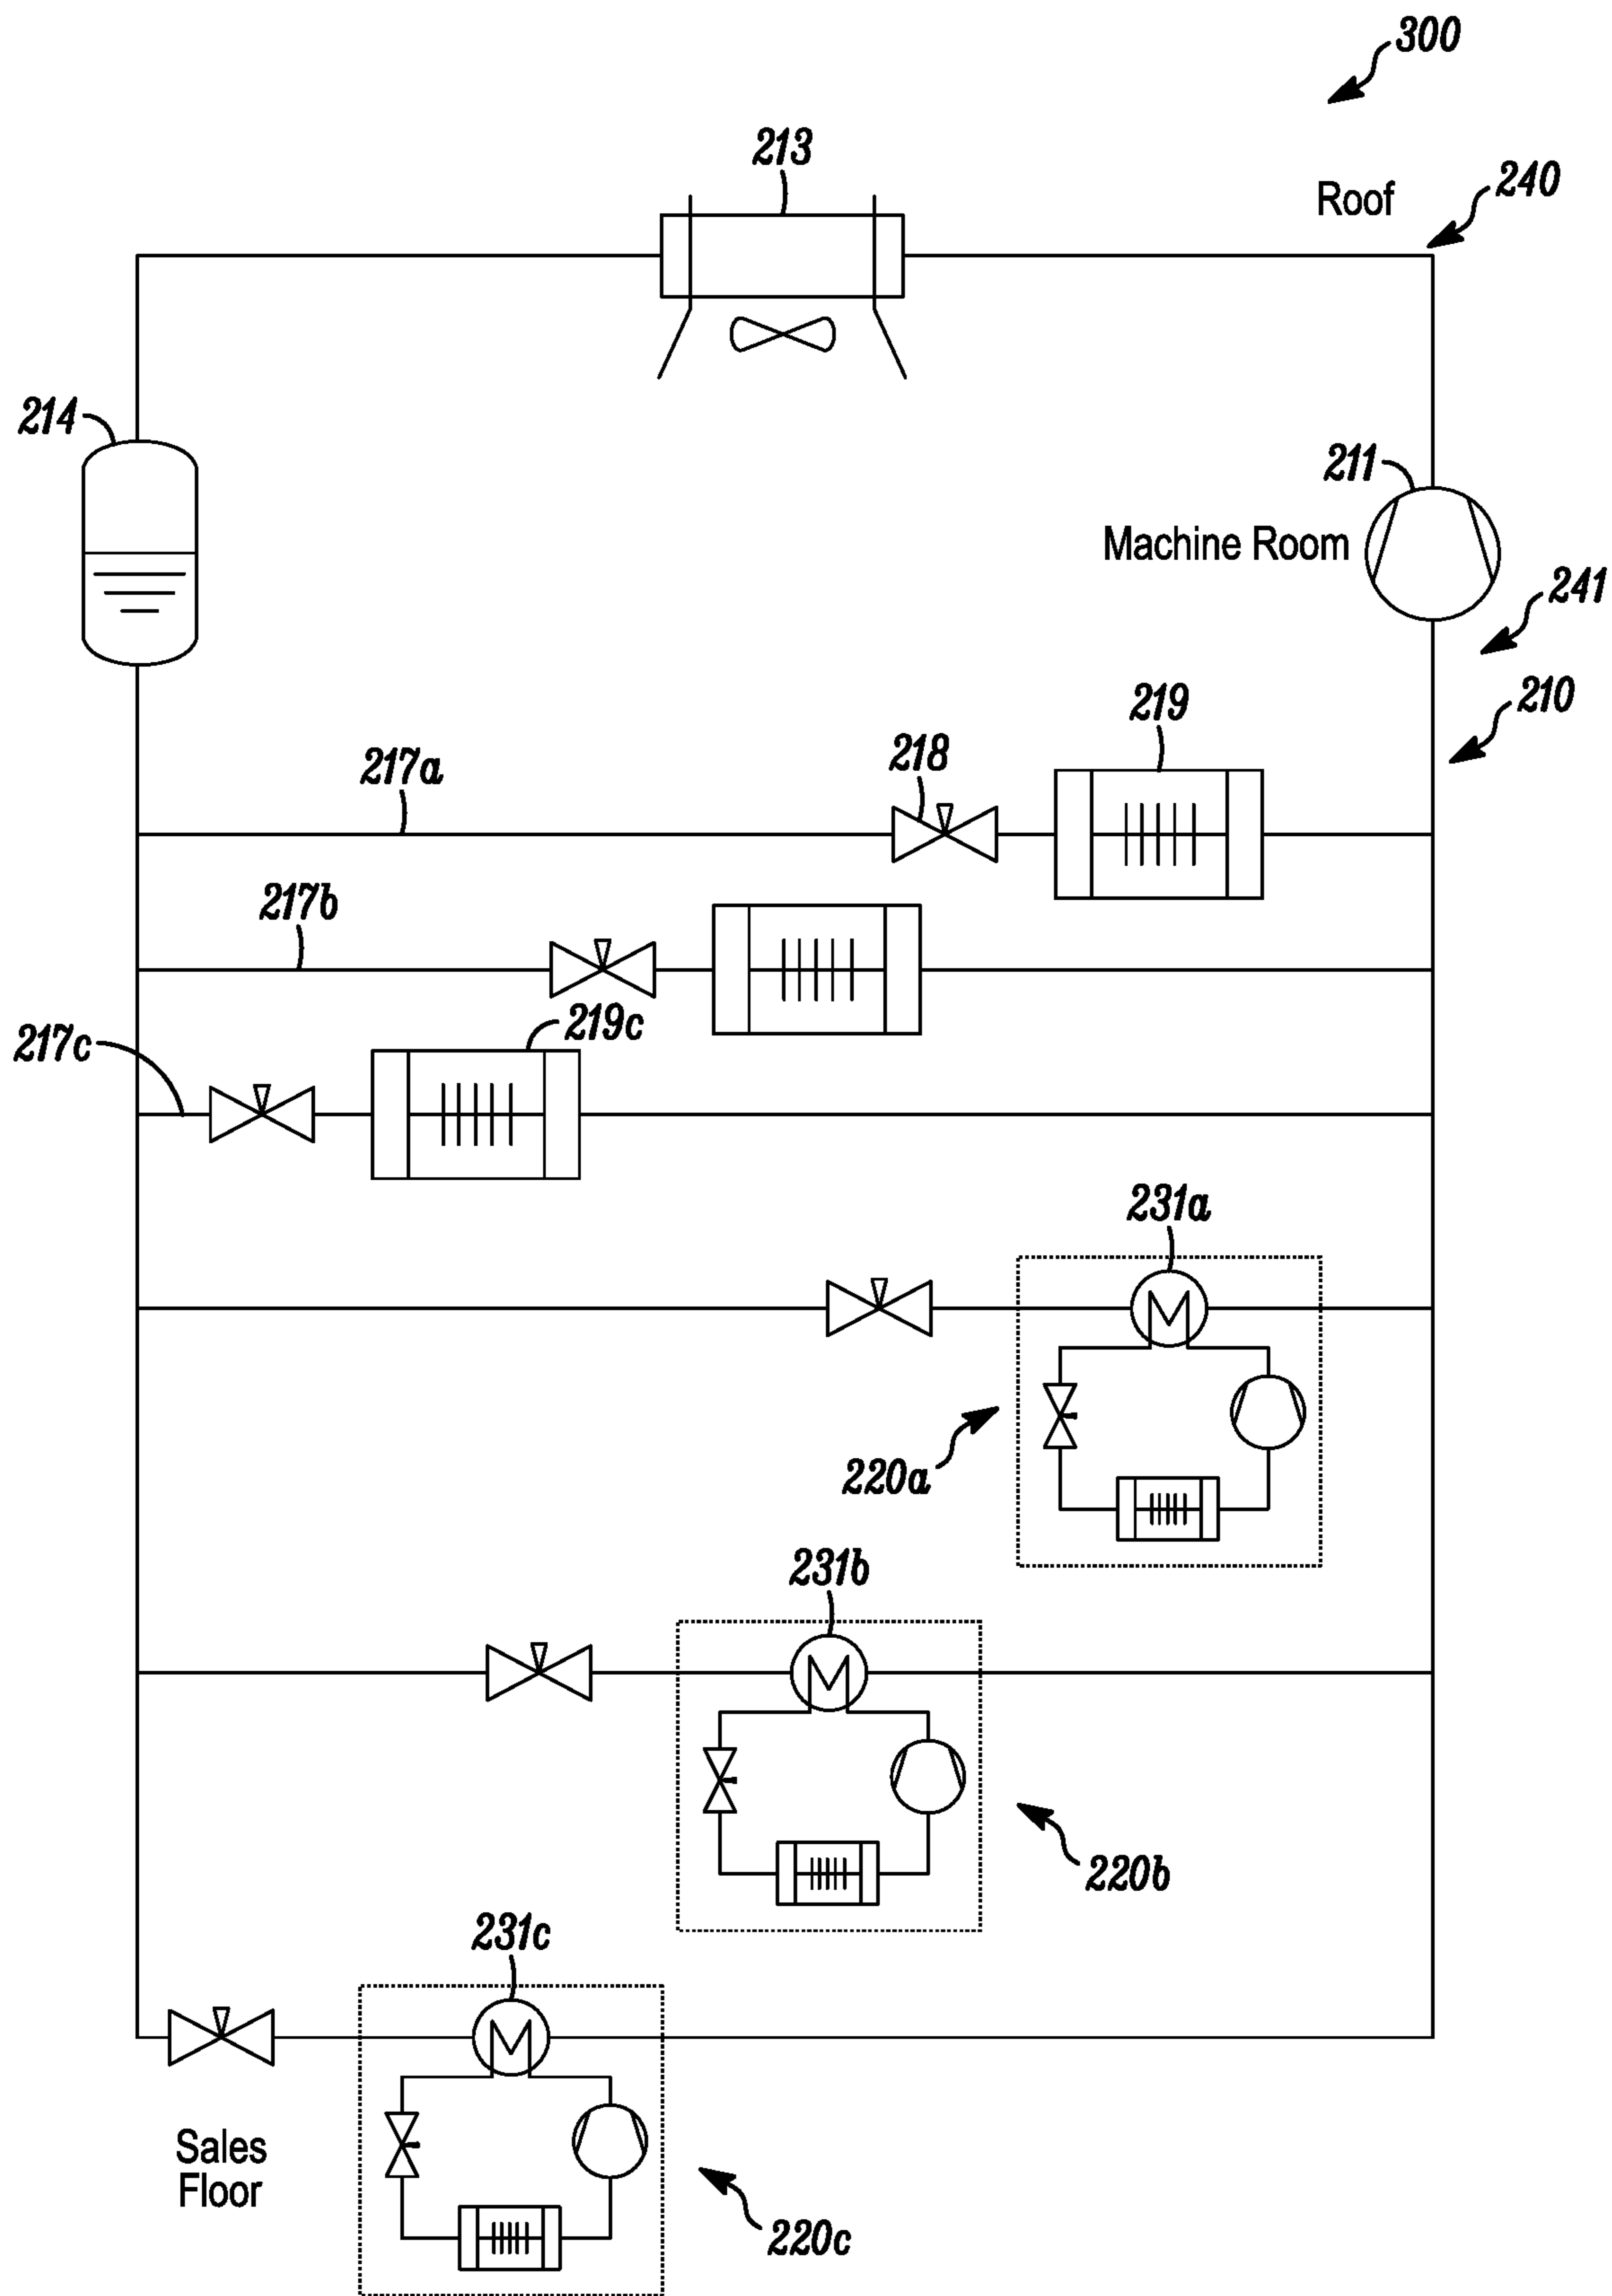 300
213
Roof
240
214
211
Machine Room
241
210
219
218
217a
217b
219c
217c
231a
220a
231b
220b
231c
Sales
Floor
220c